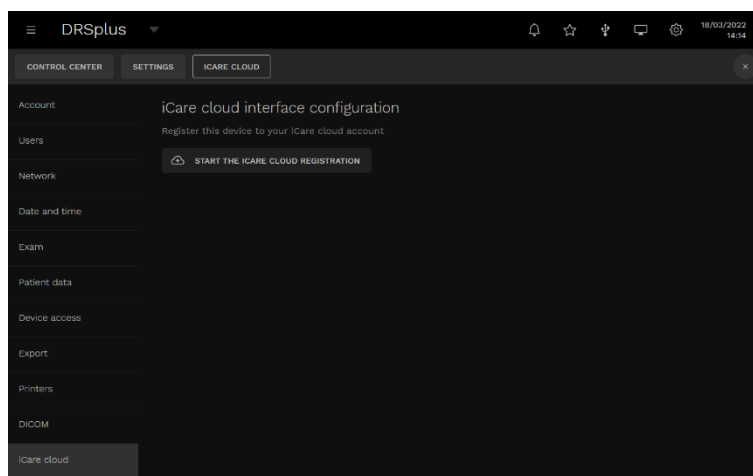 DRSplus
18/03/2022
14:14
CONTROL CENTER
SETTINGS
ICARE CLOUD
Account
Users
Network
Date and time
Exam
Patient data
Device access
Export
Printers
DICOM
iCare cloud
iCare cloud interface configuration
Register this device to your iCare cloud account
START THE ICARE CLOUD REGISTRATION